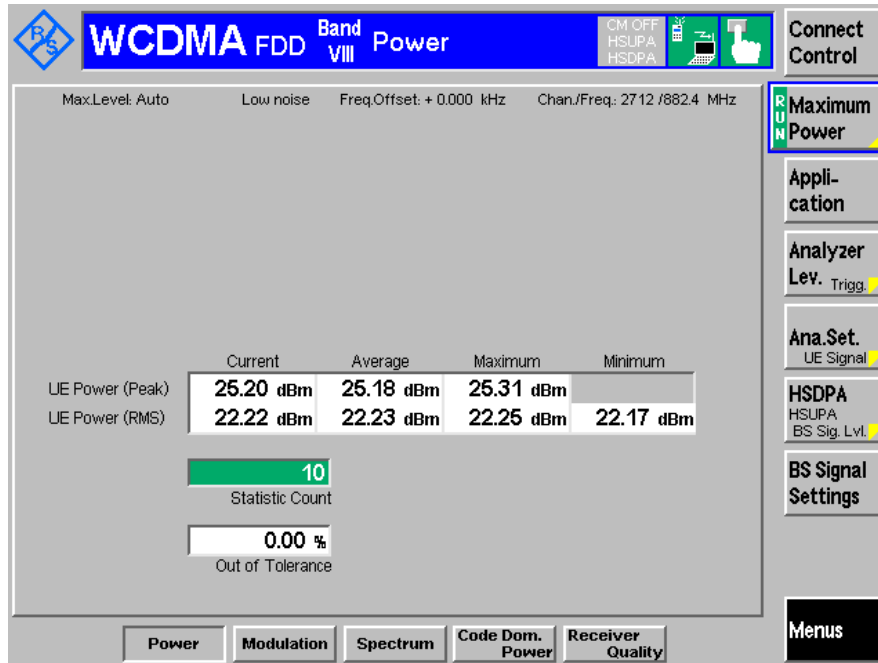 R&S
WCDMA FDD Band VIII Power
CM OFF
HSUPA
HSDPA
Connect
Control
Max.Level: Auto Low noise Freq.Offset: + 0.000 kHz Chan./Freq.: 2712 /882.4 MHz
RUN
Maximum
Power
Appli-
cation
Analyzer
Lev. Trigg.
Ana.Set.
UE Signal
Current Average Maximum Minimum
UE Power (Peak) 25.20 dBm 25.18 dBm 25.31 dBm
UE Power (RMS) 22.22 dBm 22.23 dBm 22.25 dBm 22.17 dBm
HSDPA
HSUPA
BS Sig. Lvl.
10
Statistic Count
BS Signal
Settings
0.00 %
Out of Tolerance
Power Modulation Spectrum Code Dom. Power Receiver Quality
Menus